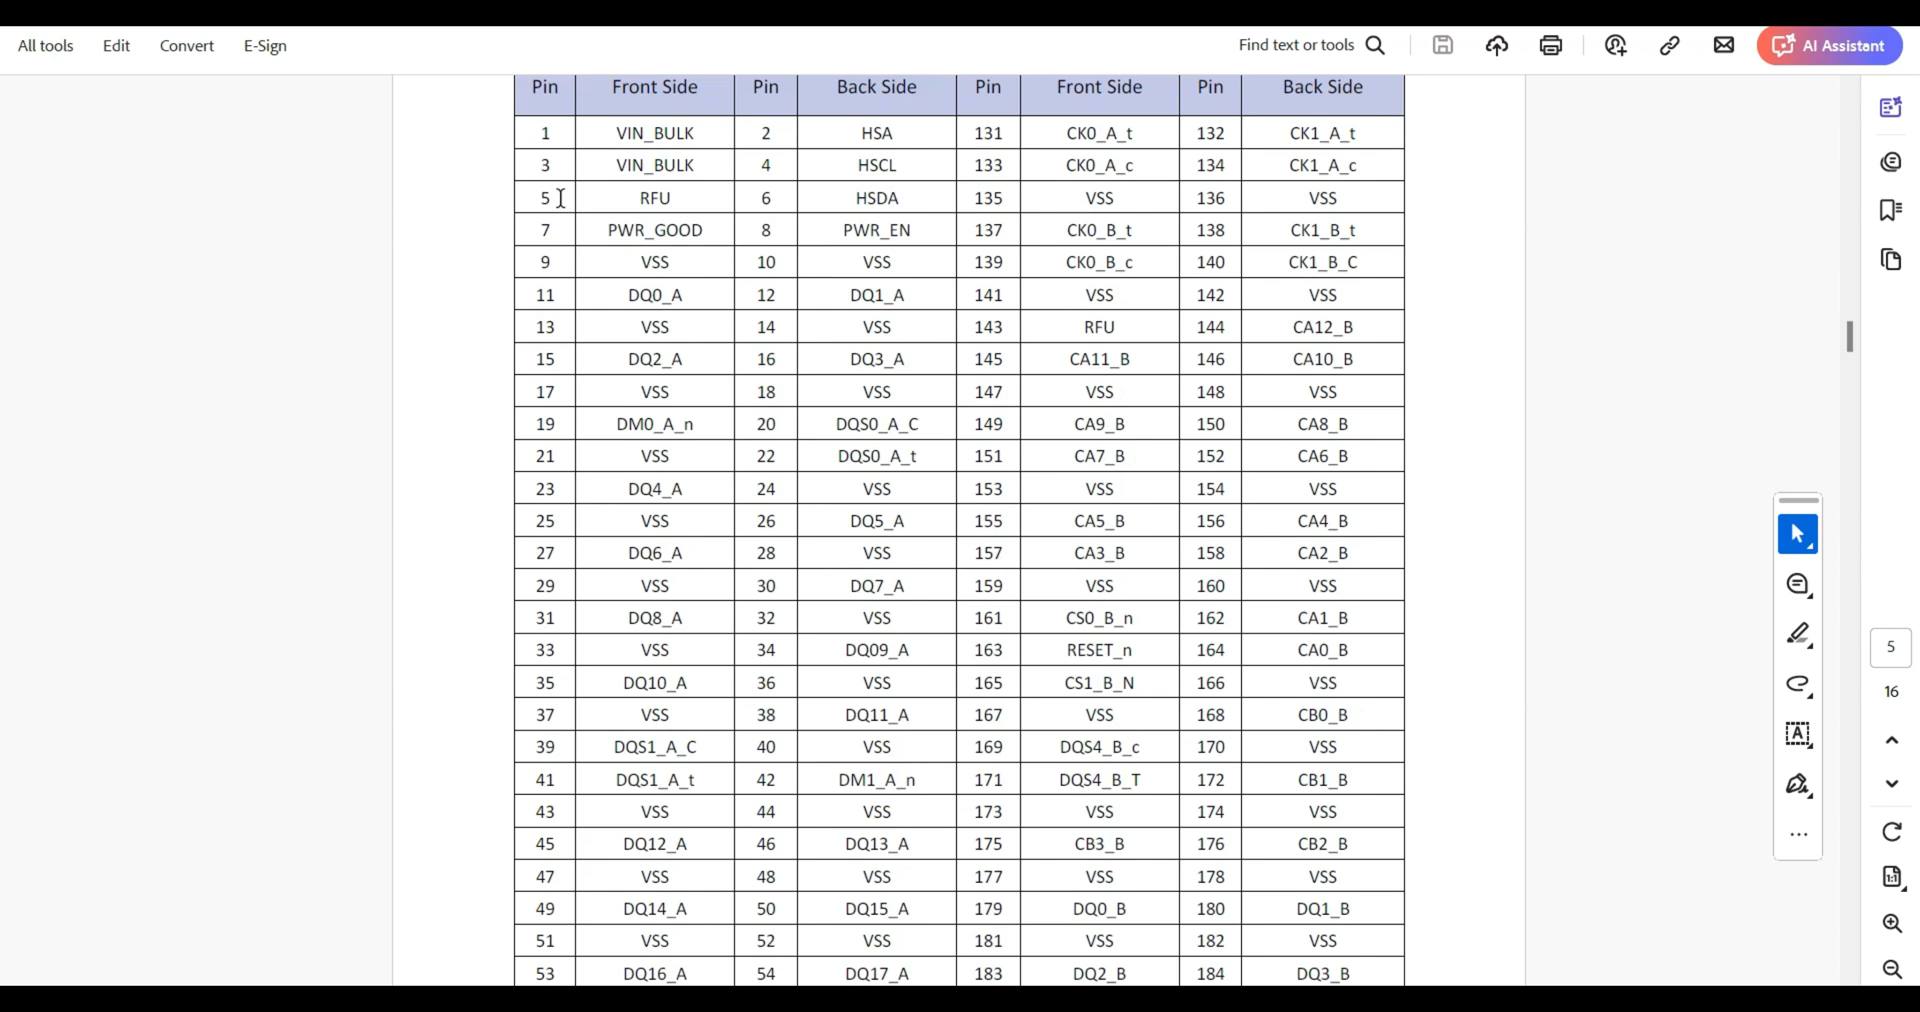 All tools Edit Convert E-Sign Find text or tools AI Assistant
Pin Front Side Pin Back Side Pin Front Side Pin Back Side
1 VIN_BULK 2 HSA 131 CK0_A_t 132 CK1_A_t
3 VIN_BULK 4 HSCL 133 CK0_A_c 134 CK1_A_c
5 RFU 6 HSDA 135 VSS 136 VSS
7 PWR_GOOD 8 PWR_EN 137 CK0_B_t 138 CK1_B_t
9 VSS 10 VSS 139 CK0_B_c 140 CK1_B_C
11 DQ0_A 12 DQ1_A 141 VSS 142 VSS
13 VSS 14 VSS 143 RFU 144 CA12_B
15 DQ2_A 16 DQ3_A 145 CA11_B 146 CA10_B
17 VSS 18 VSS 147 VSS 148 VSS
19 DM0_A_n 20 DQS0_A_C 149 CA9_B 150 CA8_B
21 VSS 22 DQS0_A_t 151 CA7_B 152 CA6_B
23 DQ4_A 24 VSS 153 VSS 154 VSS
25 VSS 26 DQ5_A 155 CA5_B 156 CA4_B
27 DQ6_A 28 VSS 157 CA3_B 158 CA2_B
29 VSS 30 DQ7_A 159 VSS 160 VSS
31 DQ8_A 32 VSS 161 CS0_B_n 162 CA1_B
33 VSS 34 DQ09_A 163 RESET_n 164 CA0_B
35 DQ10_A 36 VSS 165 CS1_B_N 166 VSS
37 VSS 38 DQ11_A 167 VSS 168 CB0_B
39 DQS1_A_C 40 VSS 169 DQS4_B_c 170 VSS
41 DQS1_A_t 42 DM1_A_n 171 DQS4_B_T 172 CB1_B
43 VSS 44 VSS 173 VSS 174 VSS
45 DQ12_A 46 DQ13_A 175 CB3_B 176 CB2_B
47 VSS 48 VSS 177 VSS 178 VSS
49 DQ14_A 50 DQ15_A 179 DQ0_B 180 DQ1_B
51 VSS 52 VSS 181 VSS 182 VSS
53 DQ16_A 54 DQ17_A 183 DQ2_B 184 DQ3_B
A
5
16
1:1